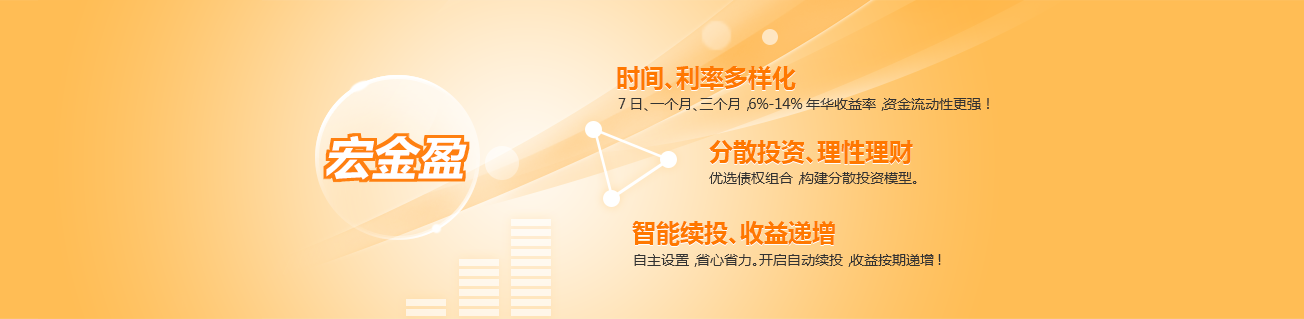 宏金盈
时间、利率多样化
7日、一个月、三个月,6%-14%年华收益率,资金流动性更强!
分散投资、理性理财
优选债权组合,构建分散投资模型。
智能续投、收益递增
自主设置,省心省力。开启自动续投,收益按期递增!